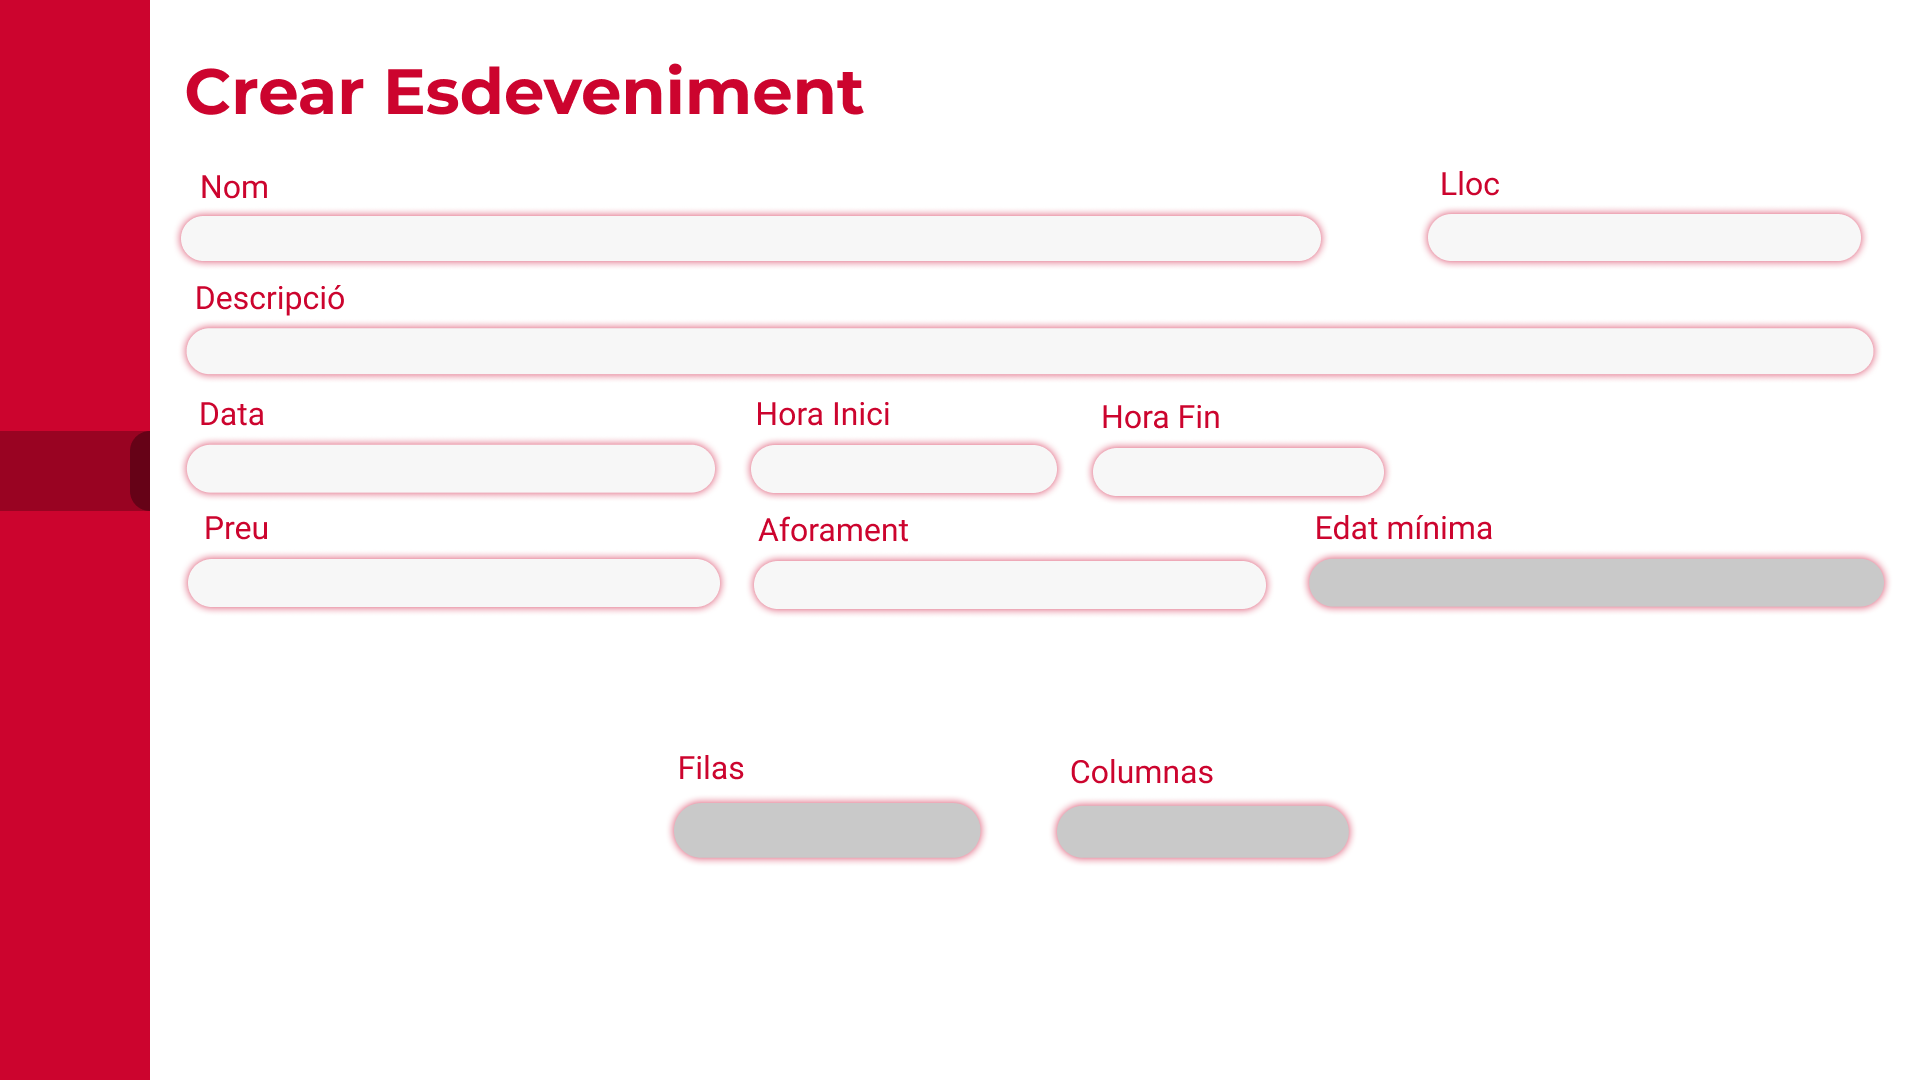 Crear Esdeveniment
Nom
Lloc
Descripció
Data
Hora Inici
Hora Fin
Preu
Aforament
Edat mínima
Filas
Columnas